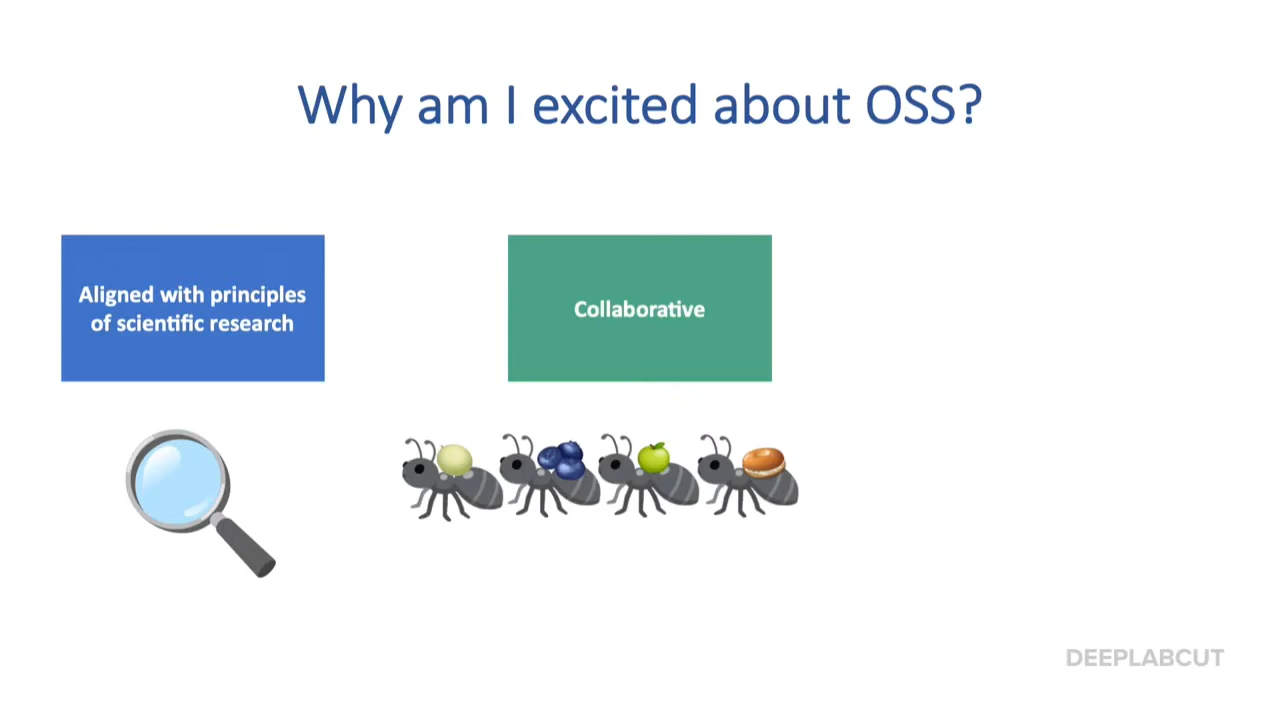 Why am I excited about OSS?
Aligned with principles
of scientific research
Collaborative
DEEPLABCUT